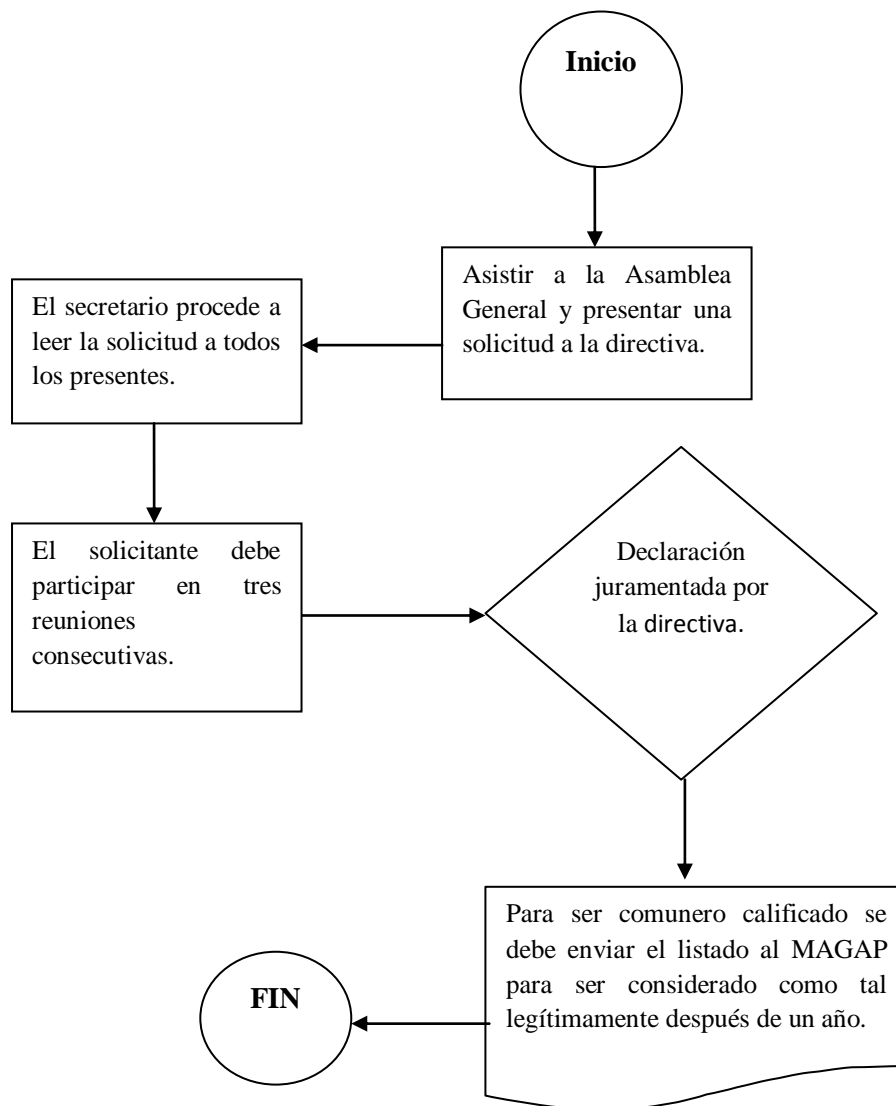 Inicio
Asistir a la Asamblea
General y presentar una
solicitud a la directiva.
El secretario procede a
leer la solicitud a todos
los presentes.
El solicitante debe
participar en tres
reuniones
consecutivas.
Declaración
juramentada por
la directiva.
Para ser comunero calificado se
debe enviar el listado al MAGAP
para ser considerado como tal
legítimamente después de un año.
FIN